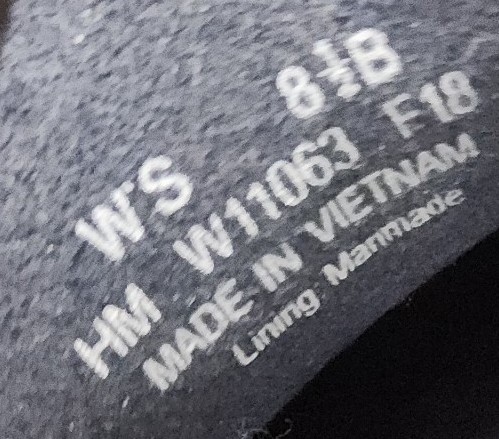 W'S 8½B
HM W11063 F18
MADE IN VIETNAM
Lining: Manmade